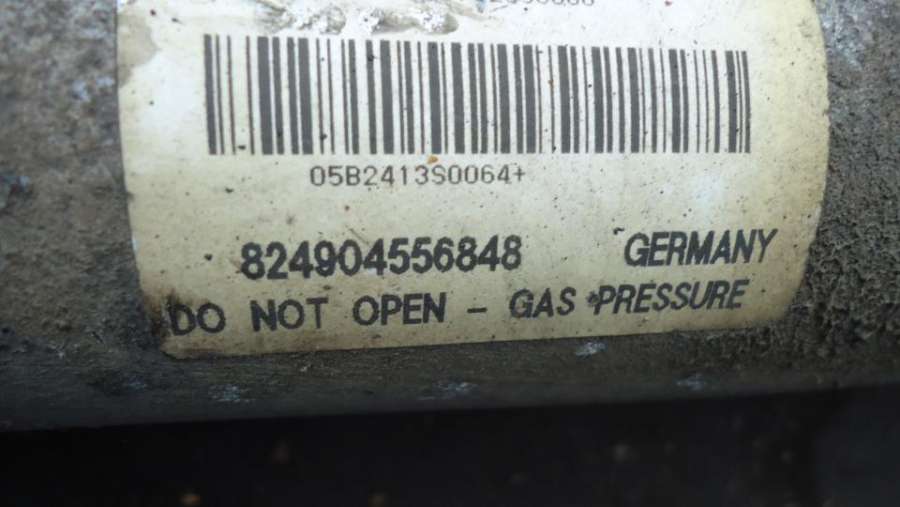 05B2413S0064+
824904556848 GERMANY
DO NOT OPEN - GAS PRESSURE